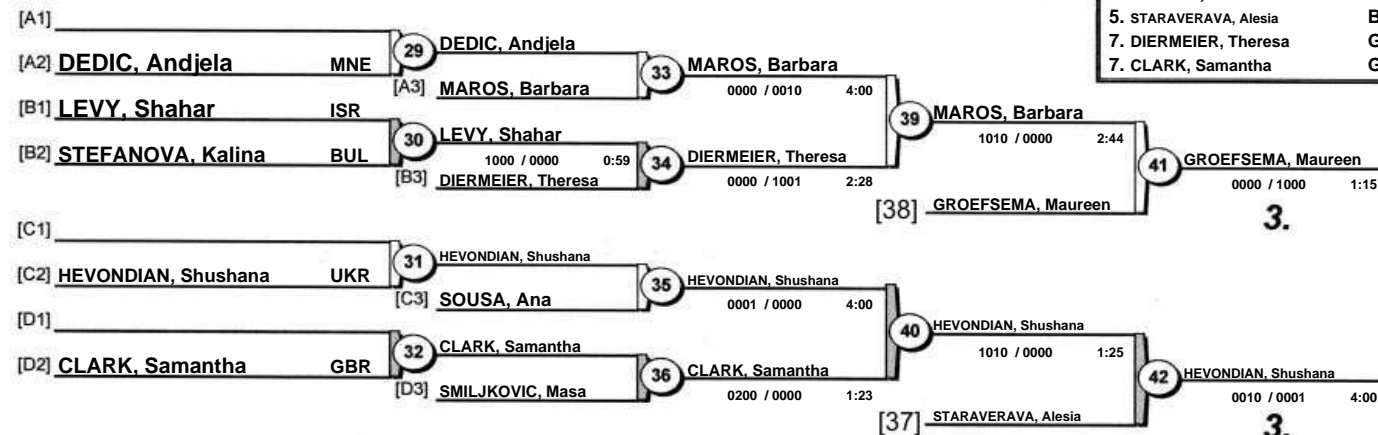 [A1]
[A2] DEDIC, Andjela MNE
29 DEDIC, Andjela
[A3] MAROS, Barbara
33 MAROS, Barbara
0000 / 0010 4:00
[B1] LEVY, Shahar ISR
[B2] STEFANOVA, Kalina BUL
30 LEVY, Shahar
1000 / 0000 0:59
[B3] DIERMEIER, Theresa
34 DIERMEIER, Theresa
0000 / 1001 2:28
39 MAROS, Barbara
1010 / 0000 2:44
[38] GROEFSEMA, Maureen
41 GROEFSEMA, Maureen
0000 / 1000 1:15
3.
[C1]
[C2] HEVONDIAN, Shushana UKR
31 HEVONDIAN, Shushana
[C3] SOUSA, Ana
35 HEVONDIAN, Shushana
0001 / 0000 4:00
[D1]
[D2] CLARK, Samantha GBR
32 CLARK, Samantha
[D3] SMILJKOVIC, Masa
36 CLARK, Samantha
0200 / 0000 1:23
40 HEVONDIAN, Shushana
1010 / 0000 1:25
[37] STARAVERAVA, Alesia
42 HEVONDIAN, Shushana
0010 / 0001 4:00
3.
5. STARAVERAVA, Alesia B
7. DIERMEIER, Theresa G
7. CLARK, Samantha G